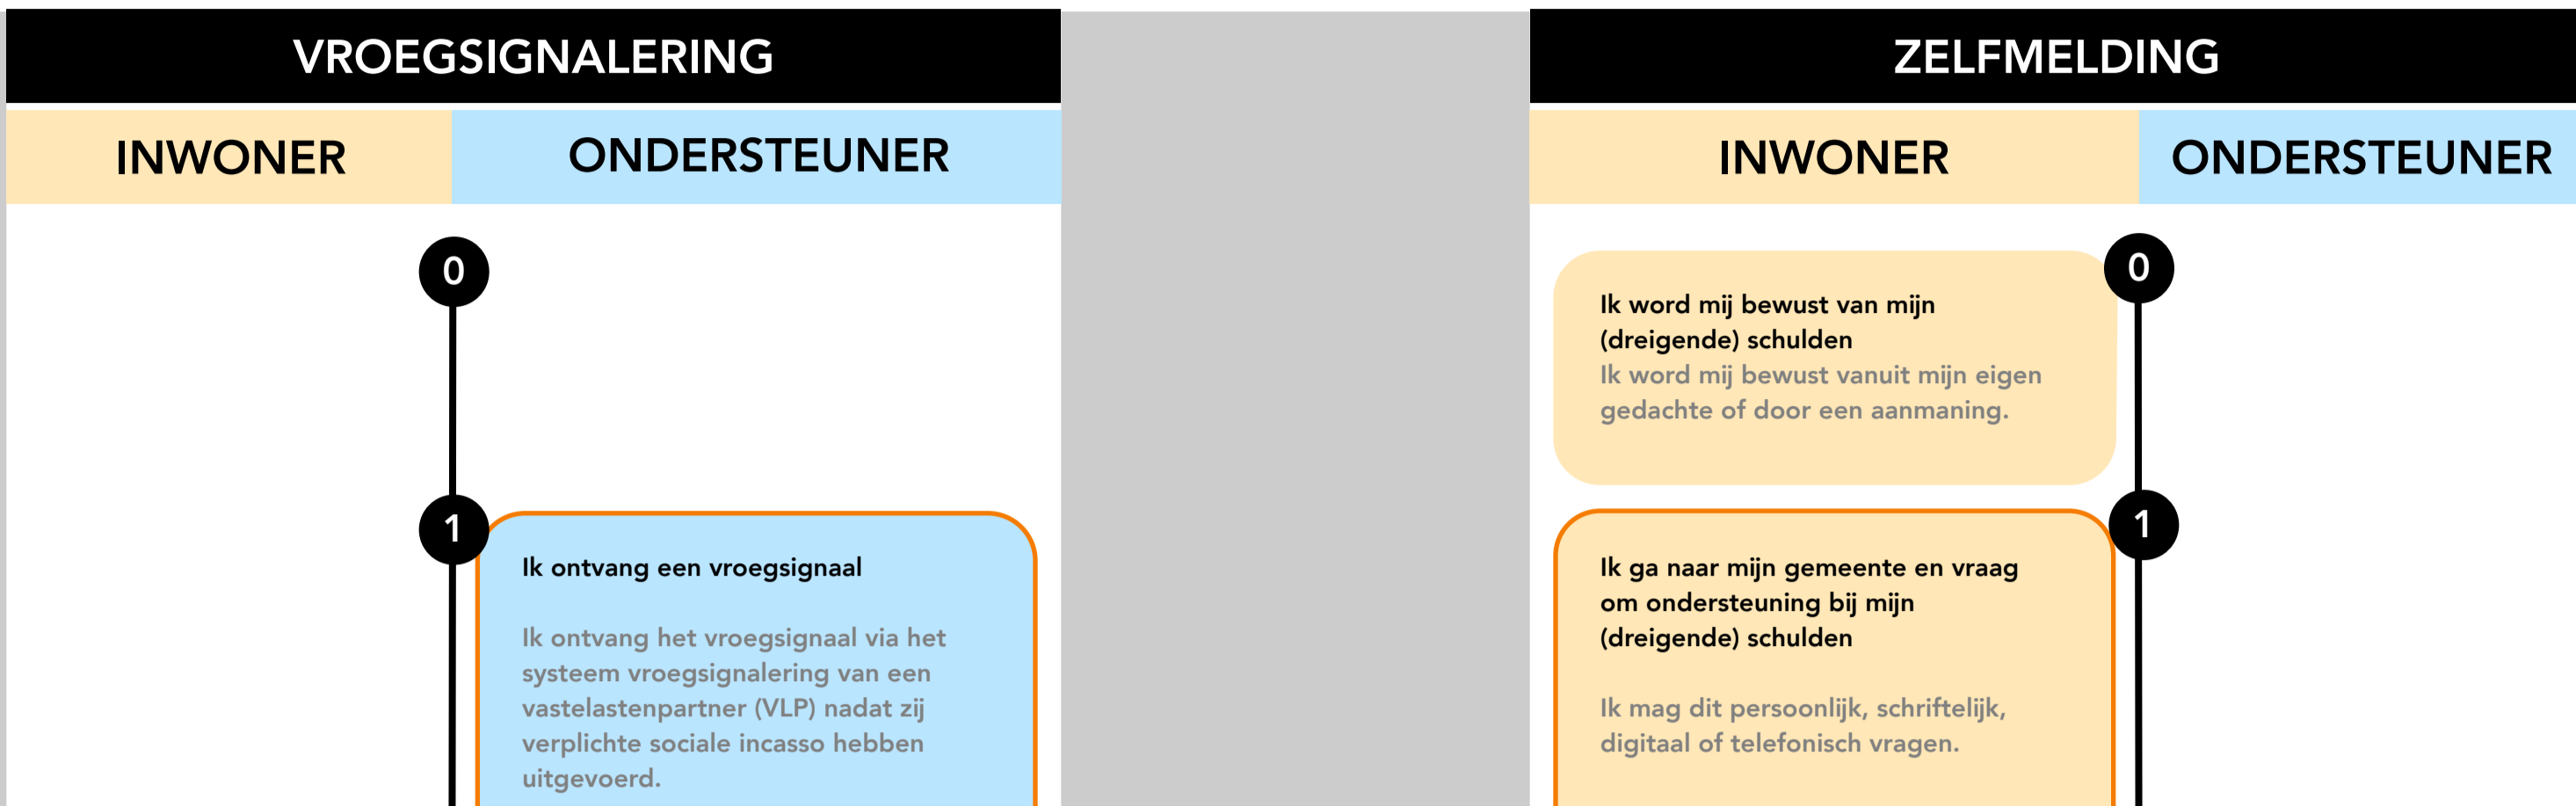 VROEGSIGNALERING
INWONER
ONDERSTEUNER
0
1
Ik ontvang een vroegsignaal
Ik ontvang het vroegsignaal via het
systeem vroegsignalering van een
vastelastenpartner (VLP) nadat zij
verplichte sociale incasso hebben
uitgevoerd.
ZELFMELDING
INWONER
ONDERSTEUNER
0
Ik word mij bewust van mijn
(dreigende) schulden
Ik word mij bewust vanuit mijn eigen
gedachte of door een aanmaning.
1
Ik ga naar mijn gemeente en vraag
om ondersteuning bij mijn
(dreigende) schulden
Ik mag dit persoonlijk, schriftelijk,
digitaal of telefonisch vragen.